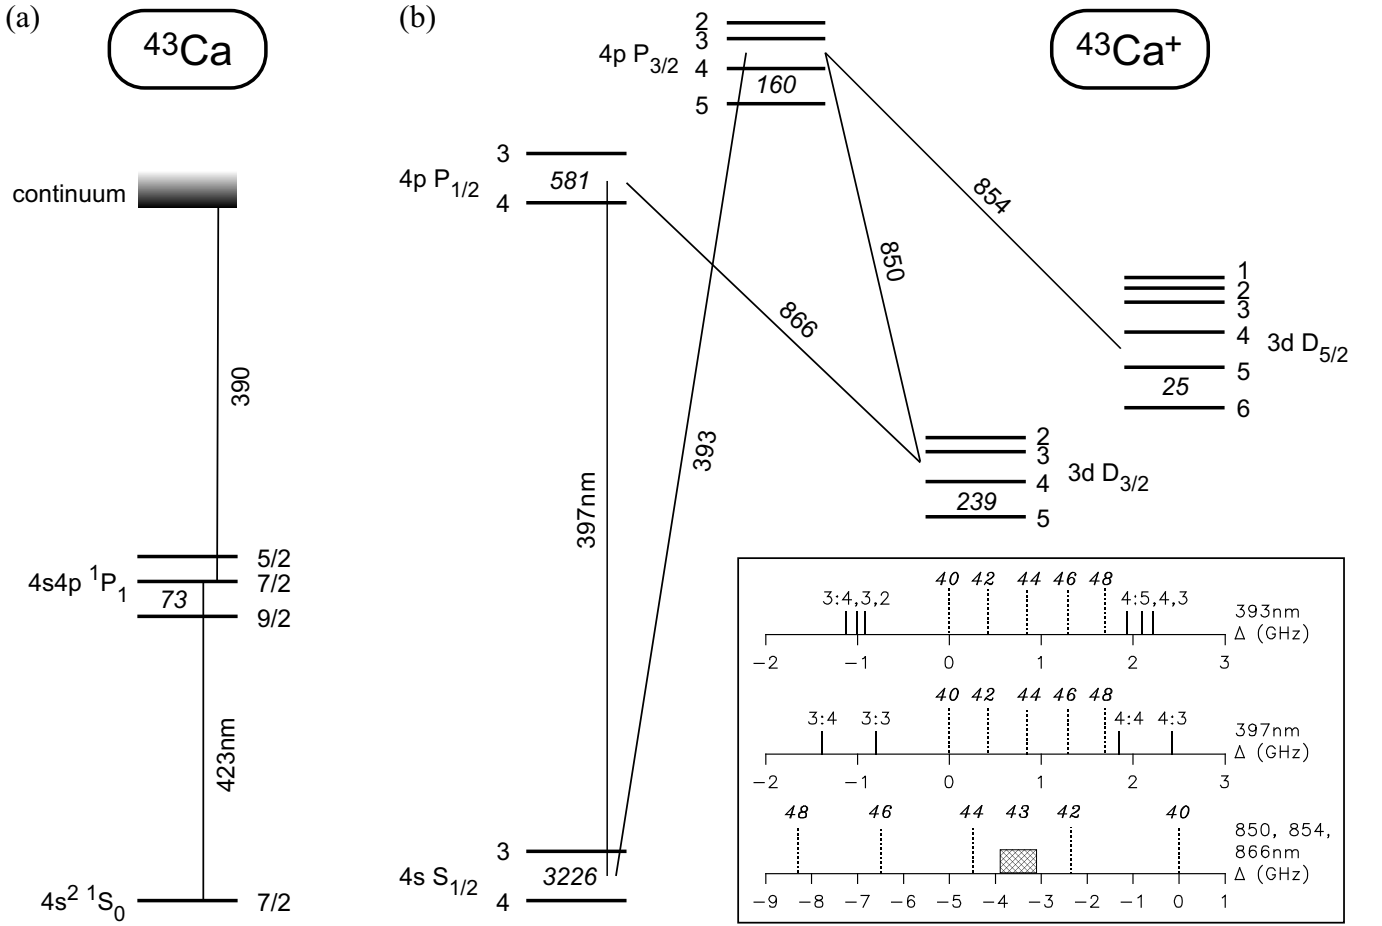 (a)
43Ca
continuum
390
5/2
4s4p 1P1
7/2
73
9/2
423nm
4s2 1S0
7/2
(b)
43Ca+
2
3
4p P3/2
4
160
5
3
4p P1/2
581
4
854
850
866
393
397nm
1
2
3
4
3d D5/2
5
25
6
2
3
3d D3/2
4
239
5
3
4s S1/2
3226
4
40 42 44 46 48
3:4,3,2
4:5,4,3
393nm
Δ (GHz)
−2 −1 0 1 2 3
40 42 44 46 48
3:4 3:3 4:4 4:3
397nm
Δ (GHz)
−2 −1 0 1 2 3
48 46 44 43 42 40
850, 854,
866nm
Δ (GHz)
−9 −8 −7 −6 −5 −4 −3 −2 −1 0 1